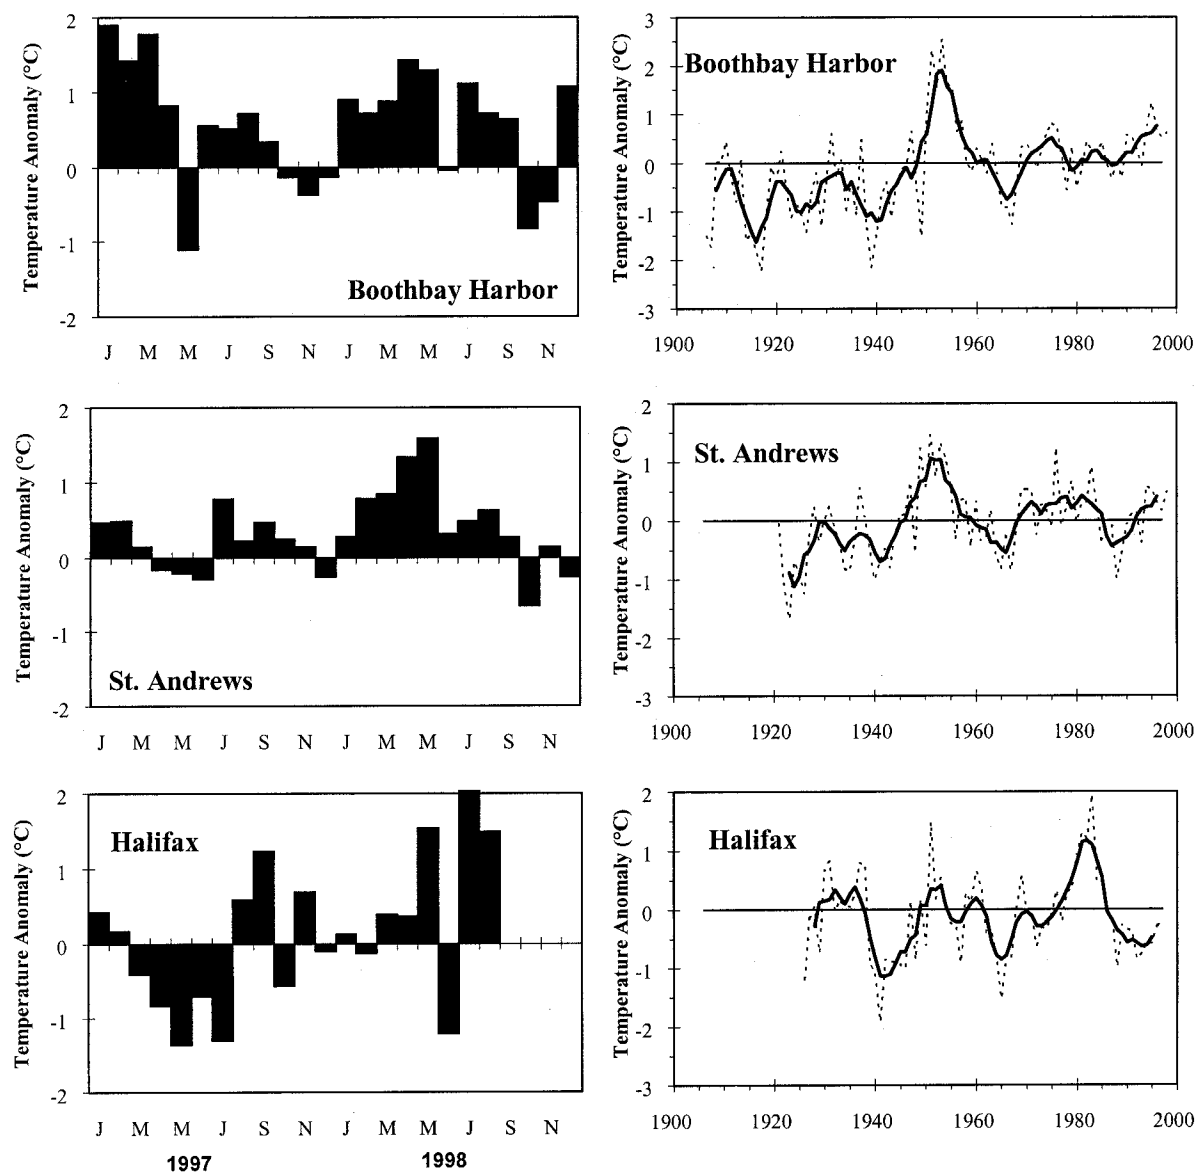 Temperature Anomaly (°C)
2
1
0
-1
-2
Boothbay Harbor
J M M J S N J M M J S N
Temperature Anomaly (°C)
3
2
1
0
-1
-2
-3
Boothbay Harbor
1900 1920 1940 1960 1980 2000
Temperature Anomaly (°C)
2
1
0
-1
-2
St. Andrews
J M M J S N J M M J S N
Temperature Anomaly (°C)
2
1
0
-1
-2
-3
St. Andrews
1900 1920 1940 1960 1980 2000
Temperature Anomaly (°C)
2
1
0
-1
-2
Halifax
J M M J S N J M M J S N
1997 1998
Temperature Anomaly (°C)
2
1
0
-1
-2
-3
Halifax
1900 1920 1940 1960 1980 2000